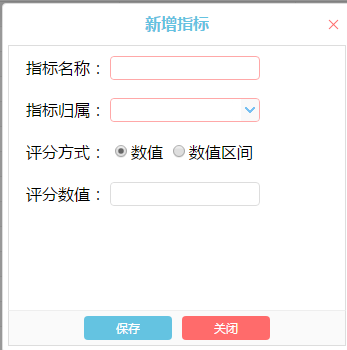 新增指标
指标名称：
指标归属：
评分方式： 数值 数值区间
评分数值：
保存 关闭